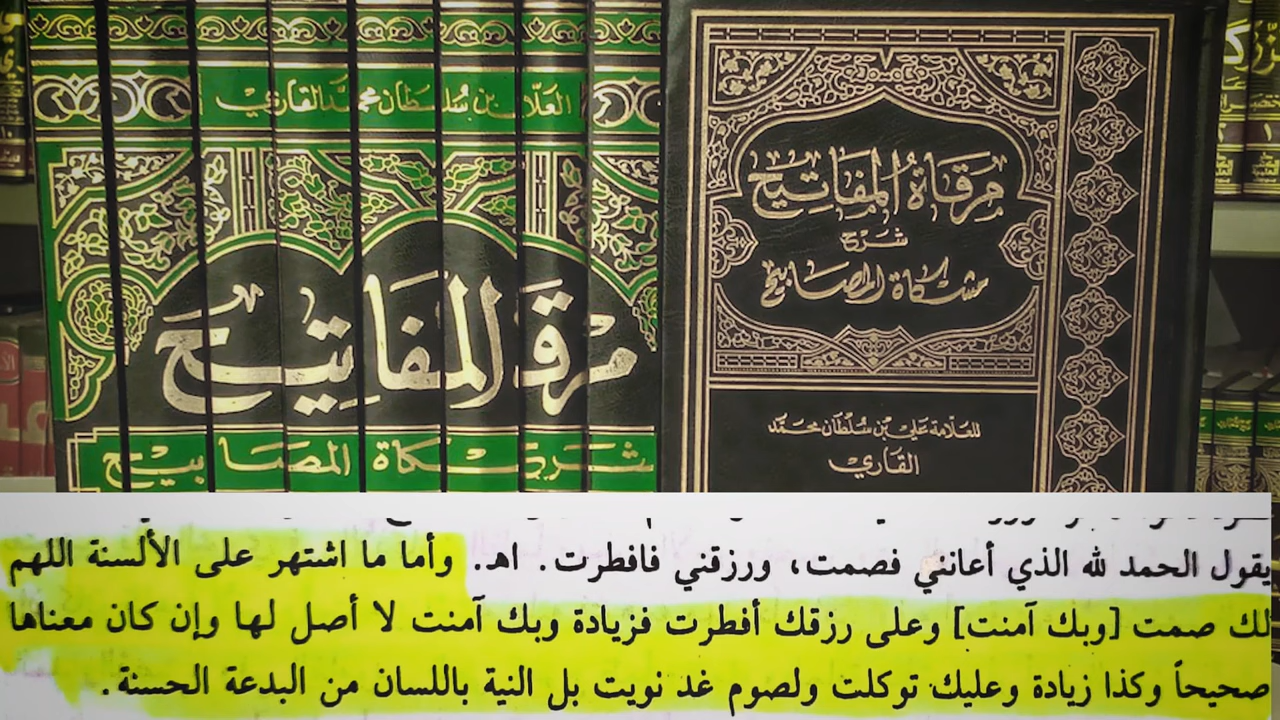 العلا بن سلطان محمد القاري
مرقا المفاتيح
شرح مشكاة المصابيح
مرقاة المفاتيح
شرح
مشكاة المصابيح
للعلامة علي بن سلطان محمد
القاري
يقول الحمد لله الذي أعانني فصمت، ورزقني فافطرت. اهـ. وأما ما اشتهر على الألسنة اللهم
لك صمت [وبك آمنت] وعلى رزقك أفطرت فزيادة وبك آمنت لا أصل لها وإن كان معناها
صحيحاً وكذا زيادة وعليك توكلت ولصوم غد نويت بل النية باللسان من البدعة الحسنة.